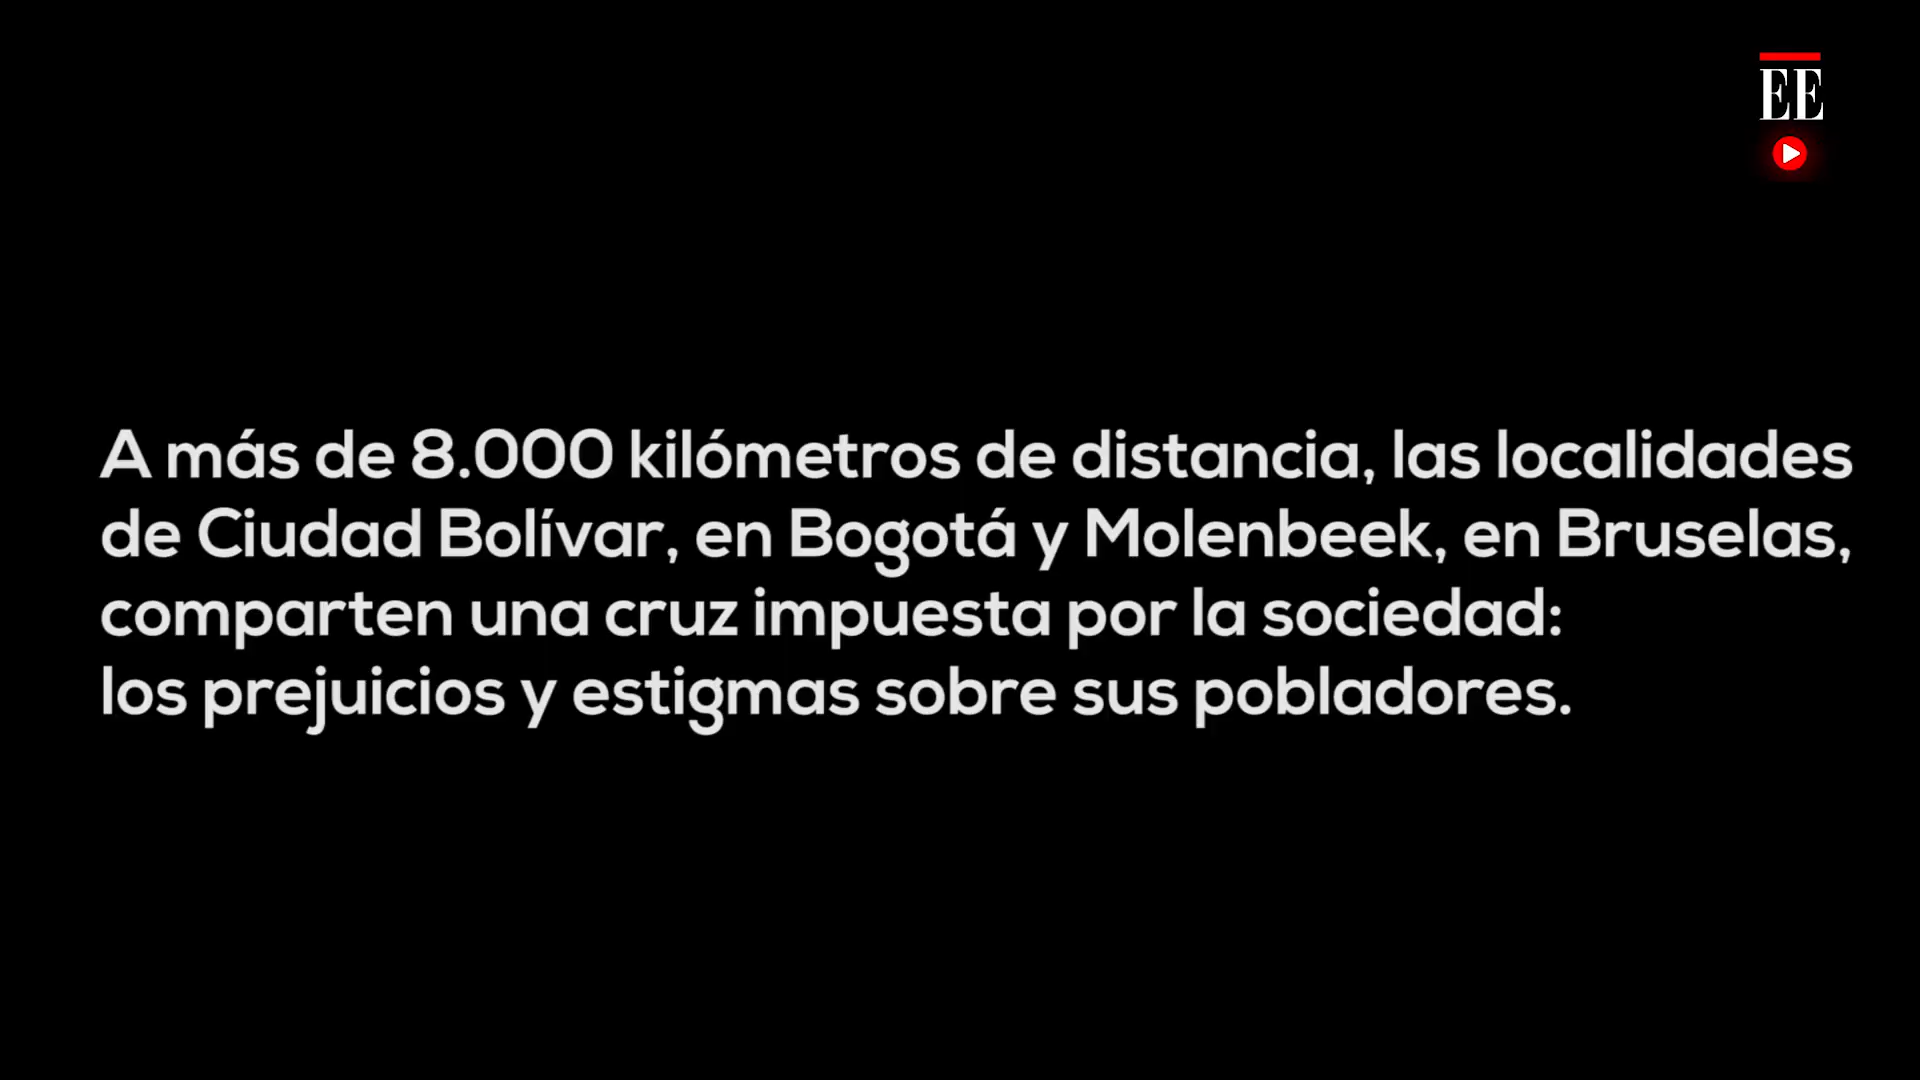 EE
A más de 8.000 kilómetros de distancia, las localidades
de Ciudad Bolívar, en Bogotá y Molenbeek, en Bruselas,
comparten una cruz impuesta por la sociedad:
los prejuicios y estigmas sobre sus pobladores.